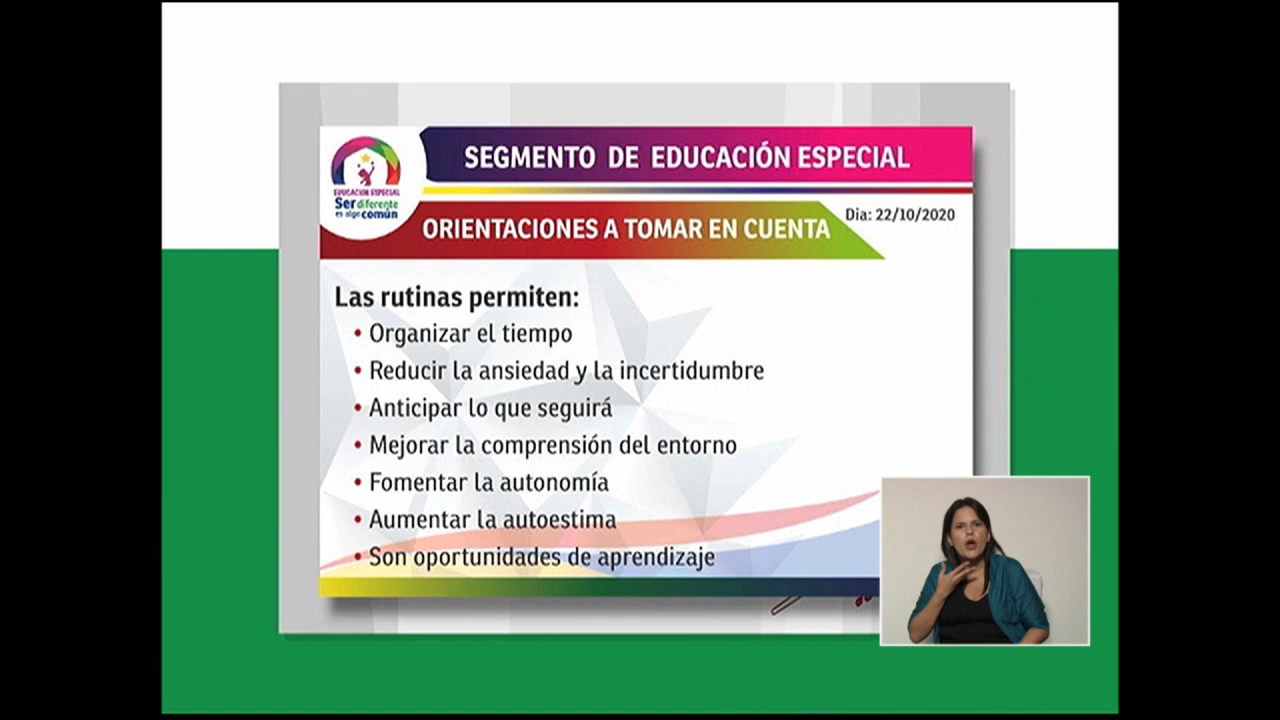 SEGMENTO DE EDUCACIÓN ESPECIAL
EDUCACIÓN ESPECIAL
Ser diferente
es algo común
Dia: 22/10/2020
ORIENTACIONES A TOMAR EN CUENTA
Las rutinas permiten:
• Organizar el tiempo
• Reducir la ansiedad y la incertidumbre
• Anticipar lo que seguirá
• Mejorar la comprensión del entorno
• Fomentar la autonomía
• Aumentar la autoestima
• Son oportunidades de aprendizaje